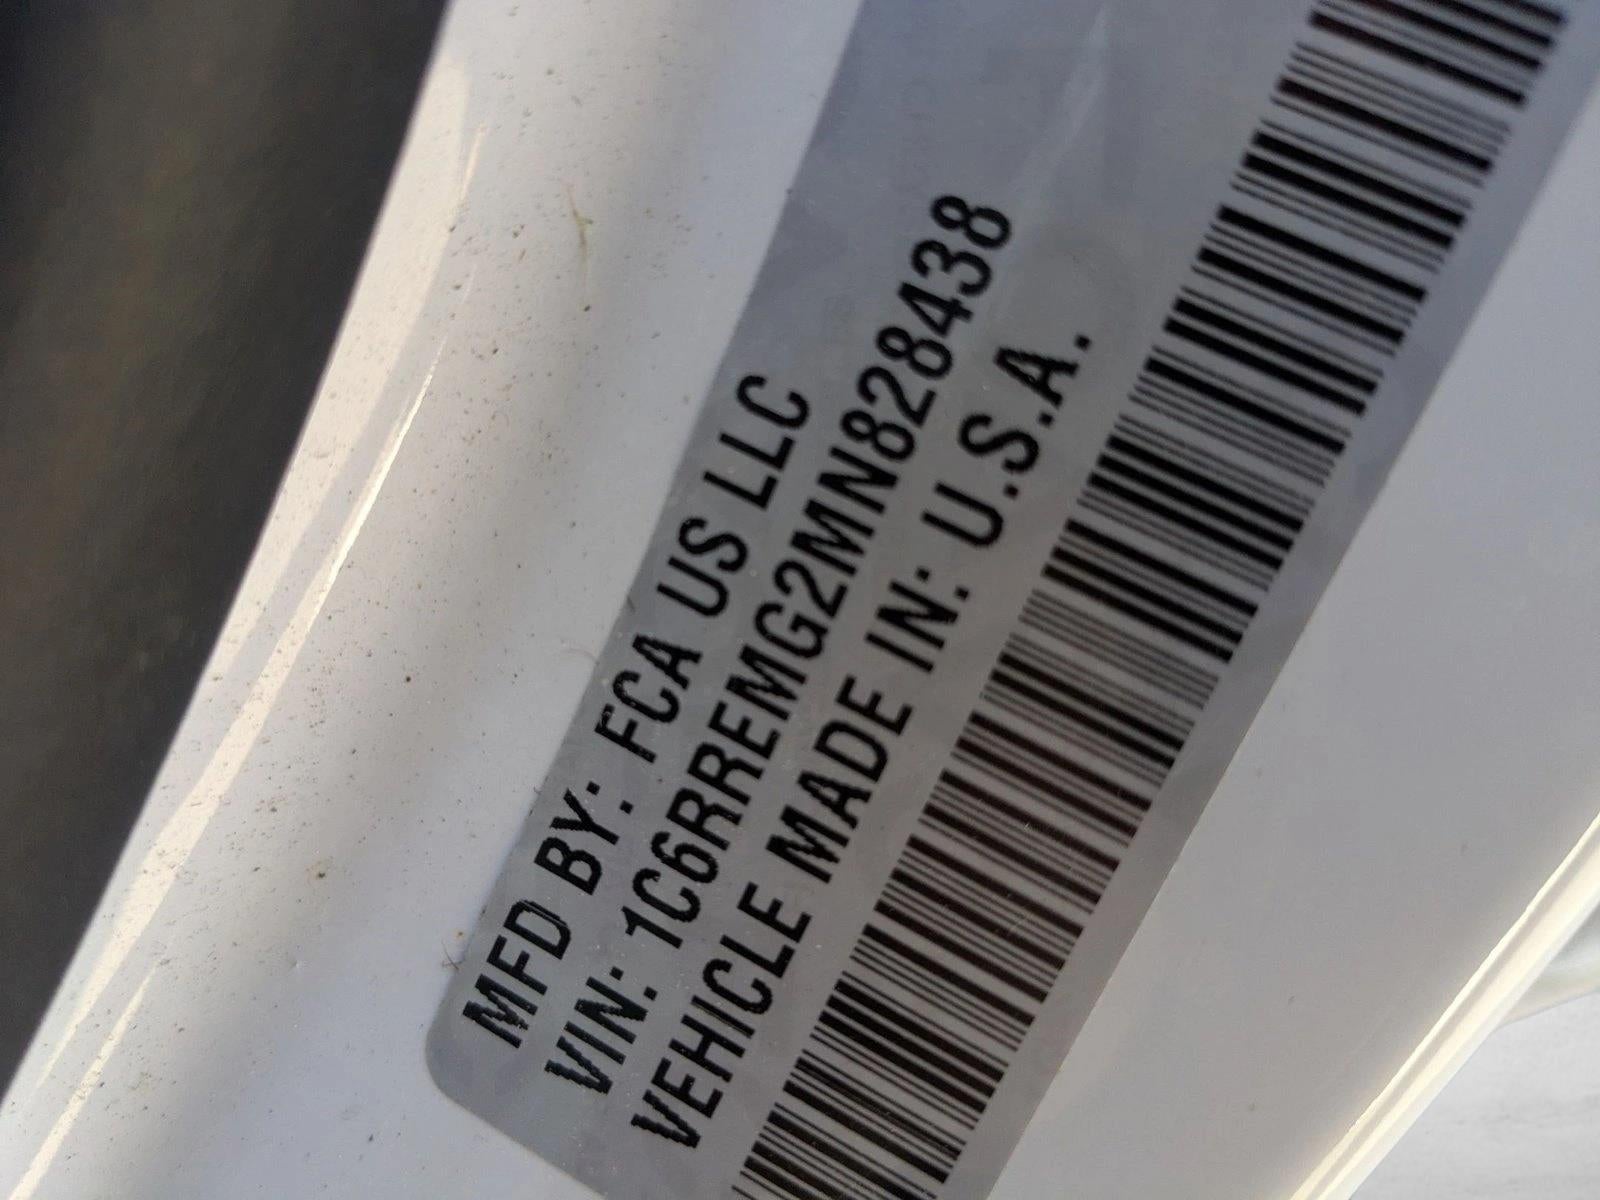 MFD BY: FCA US LLC
VIN: 1C6RREMG2MN828438
VEHICLE MADE IN: U.S.A.